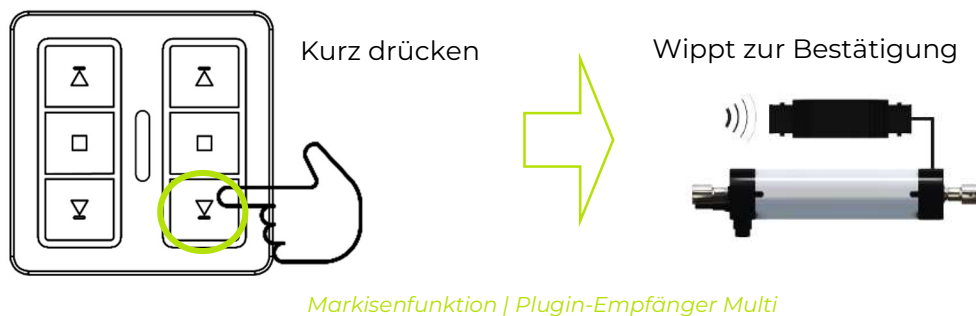 Kurz drücken
Wippt zur Bestätigung
Markisenfunktion | Plugin-Empfänger Multi